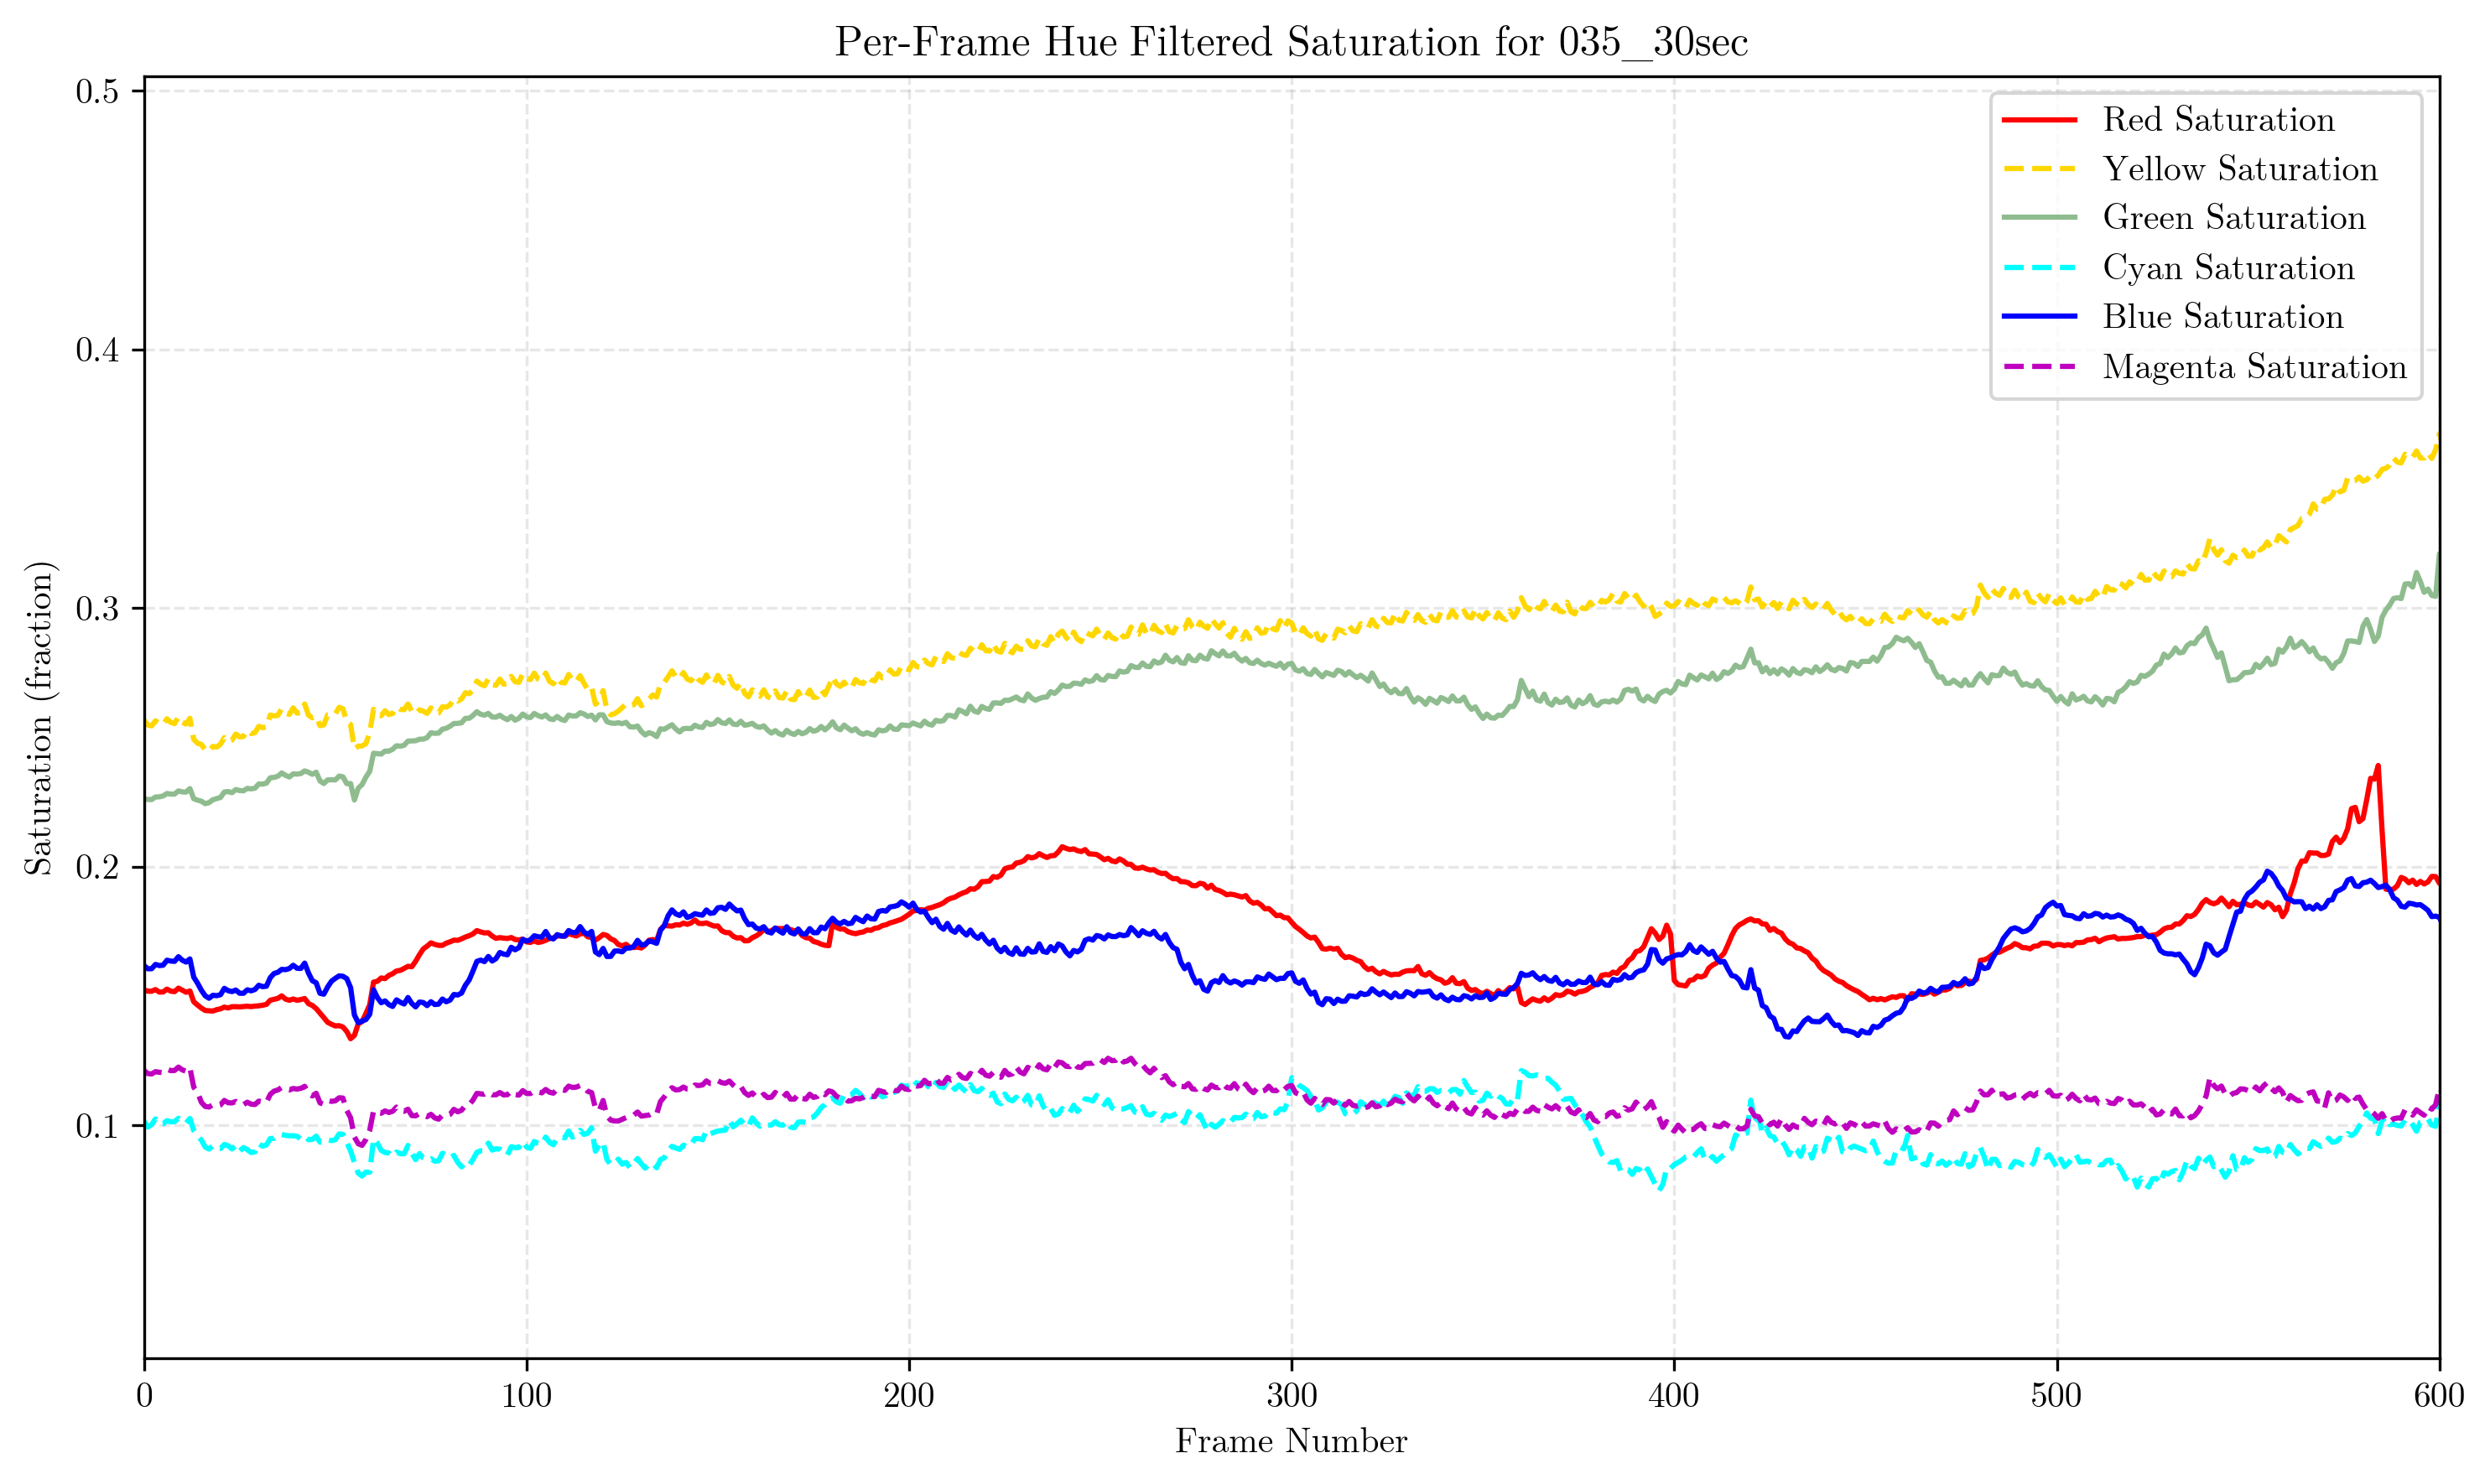 Per-Frame Hue Filtered Saturation for 035_30sec
Saturation (fraction)
0.5
0.4
0.3
0.2
0.1
Red Saturation
Yellow Saturation
Green Saturation
Cyan Saturation
Blue Saturation
Magenta Saturation
0 100 200 300 400 500 600
Frame Number